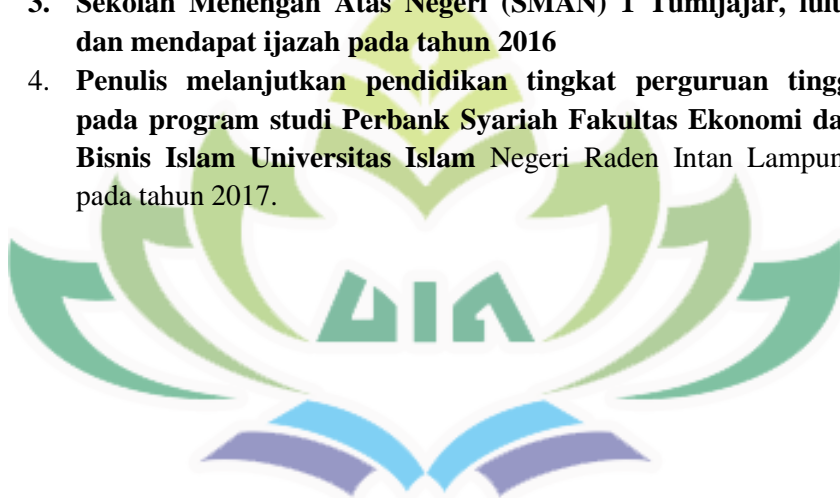 3. Sekolah Menengah Atas Negeri (SMAN) 1 Tumijajar,
dan mendapat ijazah pada tahun 2016
4. Penulis melanjutkan pendidikan tingkat perguruan
pada program studi Perbank Syariah Fakultas Ekonomi
Bisnis Islam Universitas Islam Negeri Raden Intan
pada tahun 2017.
UIN